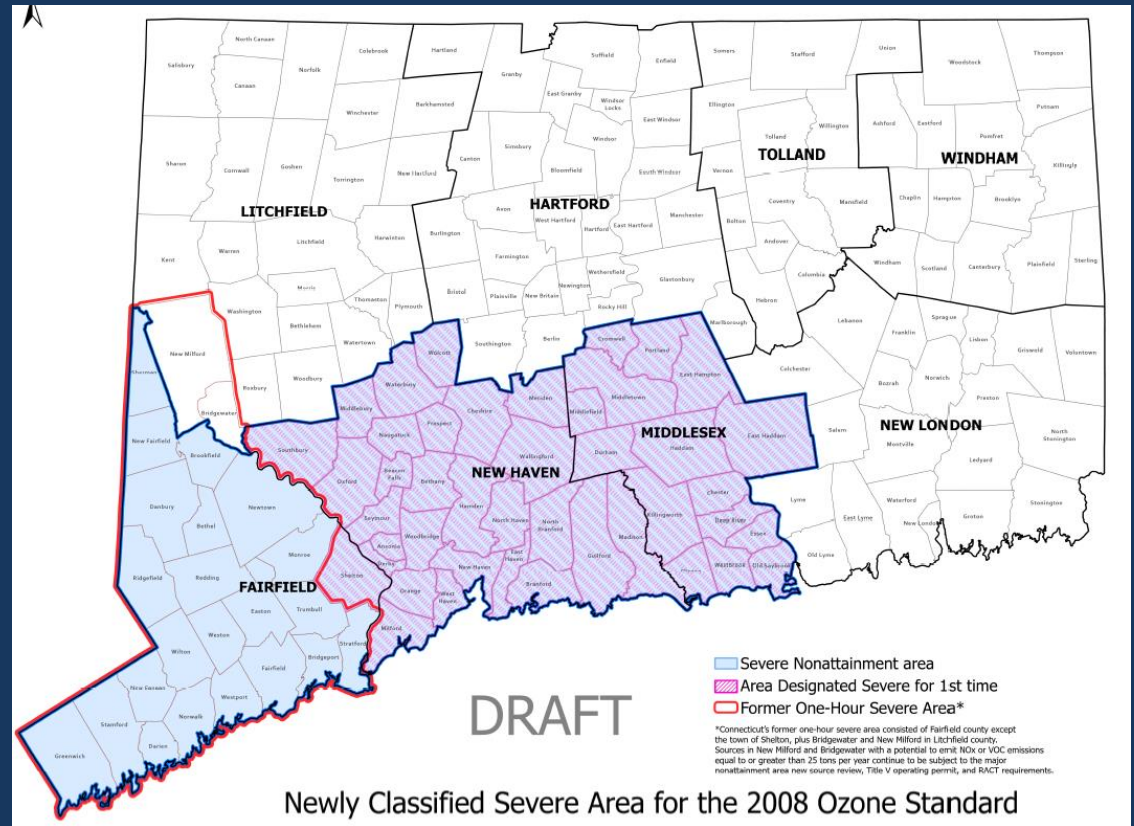 North Canaan
Colebrook
Hartland
Suffield
Enfield
Somers
Stafford
Union
Woodstock
Thompson
Salisbury
Norfolk
Canaan
Granby
East Granby
Windsor
Locks
Winchester
Barkhamsted
East Windsor
Ellington
Willington
Putnam
Windsor
Tolland
Ashford
Eastford
Pomfret
Simsbury
Canton
TOLLAND
WINDHAM
Sharon
Cornwall
Goshen
Torrington
New Hartford
Bloomfield
South Windsor
Vernon
Killingly
LITCHFIELD
HARTFORD
Avon
West Hartford
Hartford
East Hartford
Manchester
Bolton
Coventry
Mansfield
Chaplin
Hampton
Brooklyn
Litchfield
Harwinton
Burlington
Farmington
Andover
Warren
Kent
Wethersfield
Newington
Glastonbury
Columbia
Windham
Scotland
Canterbury
Plainfield
Sterling
Morris
Thomaston
Plymouth
Bristol
Plainville
New Britain
Rocky Hill
Hebron
Washington
Bethlehem
Watertown
Southington
Berlin
Marlborough
Lebanon
Franklin
Sprague
Lisbon
Griswold
Voluntown
New Milford
Wolcott
Cromwell
Portland
East Hampton
Colchester
Sherman
Roxbury
Woodbury
Waterbury
Bozrah
Norwich
Preston
Bridgewater
Middlebury
Cheshire
Meriden
Middlefield
Middletown
New Fairfield
Brookfield
Southbury
Naugatuck
Prospect
Wallingford
Durham
MIDDLESEX
Haddam
East Haddam
Salem
NEW LONDON
Montville
North
Stonington
Ledyard
Oxford
Beacon
Falls
Bethany
NEW HAVEN
Danbury
Bethel
Newtown
Seymour
Hamden
North Haven
North
Branford
Killingworth
Chester
Deep River
Essex
Lyme
East Lyme
Waterford
New London
Groton
Stonington
Monroe
Ansonia
Derby
Woodbridge
Madison
Guilford
Ridgefield
Redding
FAIRFIELD
Shelton
Orange
New Haven
East
Haven
Branford
Westbrook
Old Saybrook
Old Lyme
Easton
Trumbull
West
Haven
Milford
Weston
Wilton
Fairfield
Bridgeport
Stratford
New Canaan
Westport
Norwalk
Stamford
Darien
Greenwich
DRAFT
Severe Nonattainment area
Area Designated Severe for 1st time
Former One-Hour Severe Area*
*Connecticut's former one-hour severe area consisted of Fairfield county except
the town of Shelton, plus Bridgewater and New Milford in Litchfield county.
Sources in New Milford and Bridgewater with a potential to emit NOx or VOC emissions
equal to or greater than 25 tons per year continue to be subject to the major
nonattainment area new source review, Title V operating permit, and RACT requirements.
Newly Classified Severe Area for the 2008 Ozone Standard